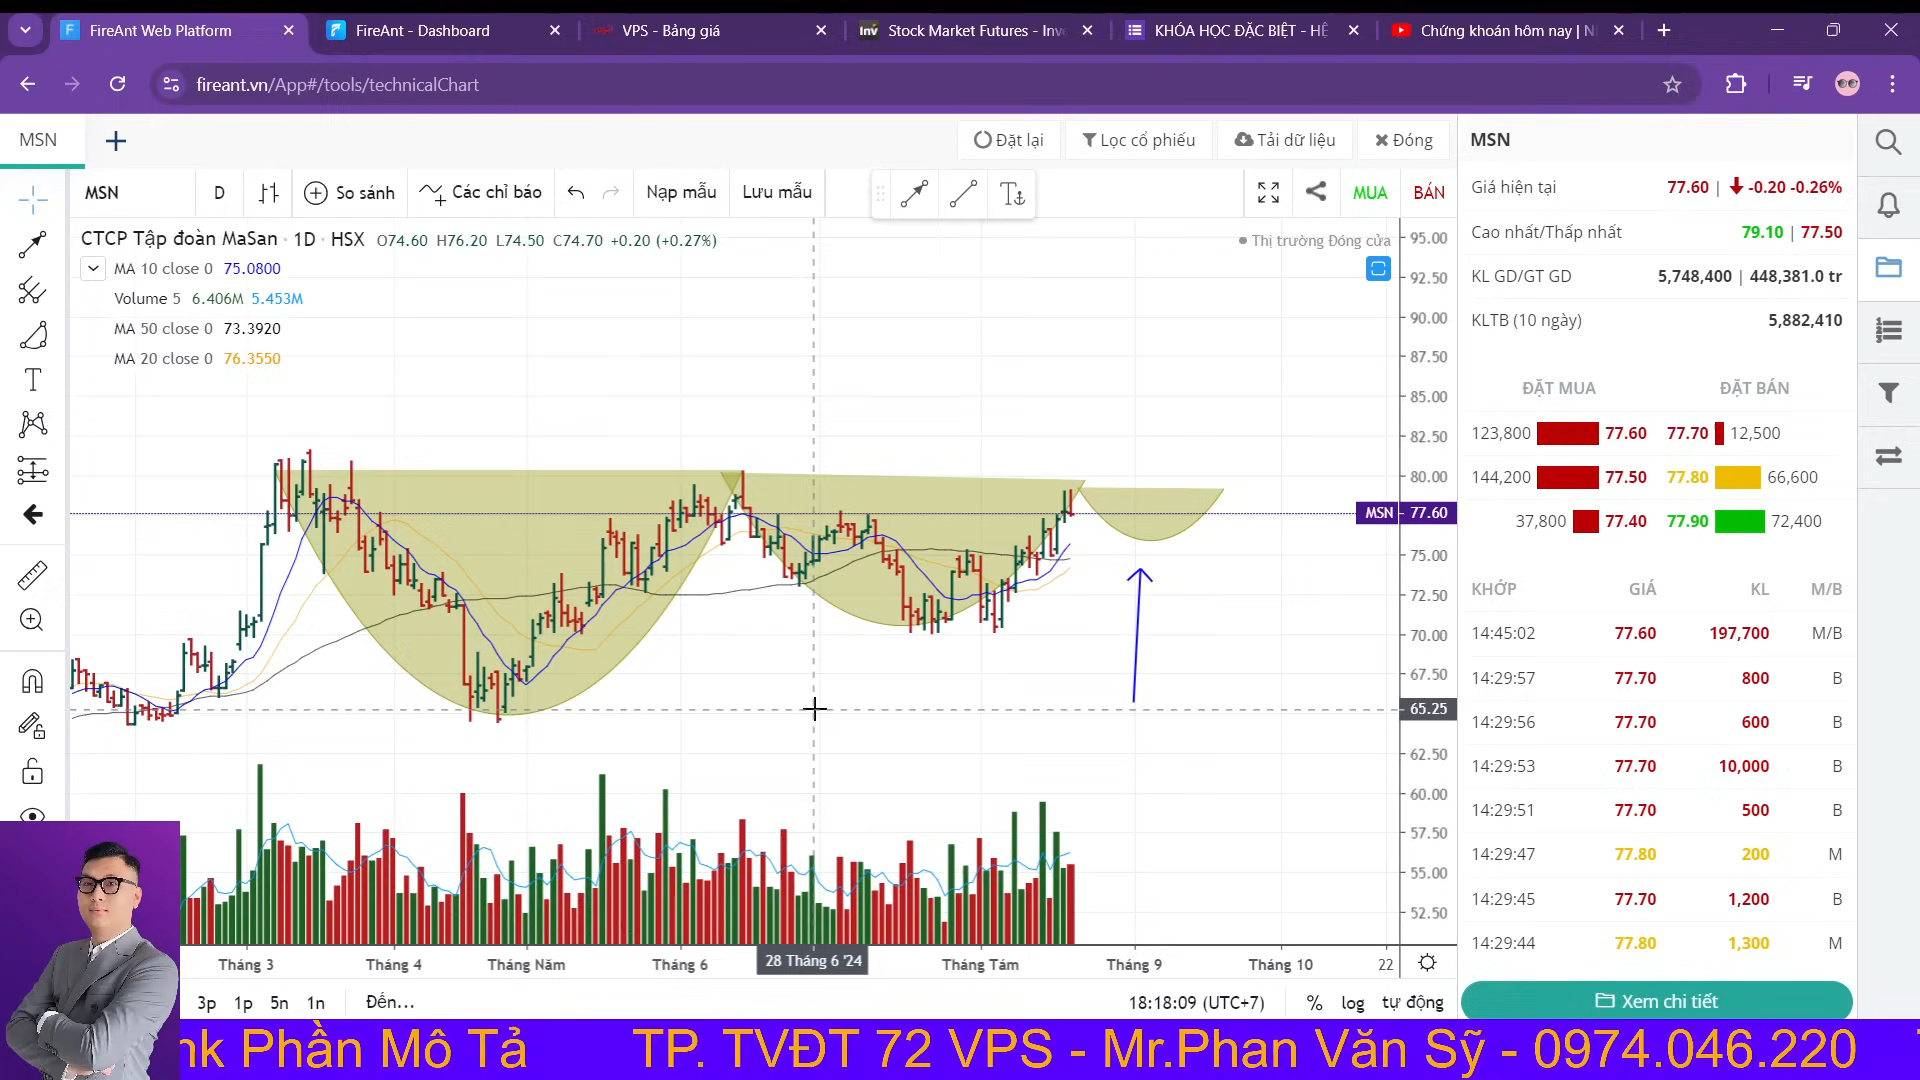 FireAnt Web Platform
FireAnt - Dashboard
VPS - Bảng giá
Inv
Stock Market Futures - Inve
KHÓA HỌC ĐẶC BIỆT - HỆ
Chứng khoán hôm nay | N
fireant.vn/App#/tools/technicalChart
MSN
Đặt lại
Lọc cổ phiếu
Tải dữ liệu
Đóng
MSN D So sánh Các chỉ báo Nạp mẫu Lưu mẫu MUA BÁN
CTCP Tập đoàn MaSan · 1D · HSX O74.60 H76.20 L74.50 C74.70 +0.20 (+0.27%)
Thị trường Đóng cửa
MA 10 close 0 75.0800
Volume 5 6.406M 5.453M
MA 50 close 0 73.3920
MA 20 close 0 76.3550
95.00
92.50
90.00
87.50
85.00
82.50
80.00
MSN 77.60
75.00
72.50
70.00
67.50
65.25
62.50
60.00
57.50
55.00
52.50
Tháng 3 Tháng 4 Tháng Năm Tháng 6 28 Tháng 6 '24 Tháng Tám Tháng 9 Tháng 10 22
3p 1p 5n 1n Đến... 18:18:09 (UTC+7) % log tự động
MSN
Giá hiện tại 77.60 | -0.20 -0.26%
Cao nhất/Thấp nhất 79.10 | 77.50
KL GD/GT GD 5,748,400 | 448,381.0 tr
KLTB (10 ngày) 5,882,410
ĐẶT MUA ĐẶT BÁN
123,800 77.60 77.70 12,500
144,200 77.50 77.80 66,600
37,800 77.40 77.90 72,400
KHỚP GIÁ KL M/B
14:45:02 77.60 197,700 M/B
14:29:57 77.70 800 B
14:29:56 77.70 600 B
14:29:53 77.70 10,000 B
14:29:51 77.70 500 B
14:29:47 77.80 200 M
14:29:45 77.70 1,200 B
14:29:44 77.80 1,300 M
Xem chi tiết
nk Phần Mô Tả TP. TVĐT 72 VPS - Mr.Phan Văn Sỹ - 0974.046.220